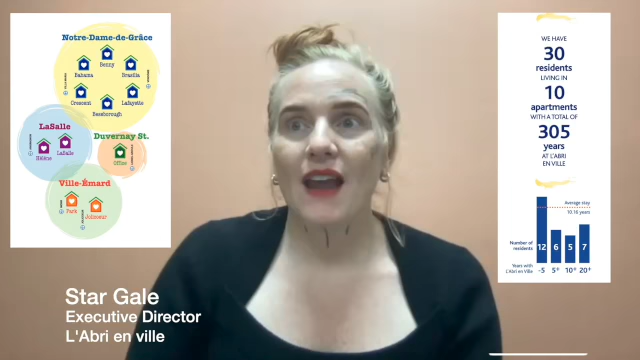 Notre-Dame-de-Grâce
Benny
Bahama
Brasilia
Crescent
Lafayette
Bessborough
LaSalle
Hélène
LaSalle
Duvernay St.
Office
Ville-Émard
Park
Jolicoeur
WE HAVE
30
residents
LIVING IN
10
apartments
WITH A TOTAL OF
305
years
AT L'ABRI
EN VILLE
Average stay
10.16 years
Number of
residents
12 6 5 7
Years with
L'Abri en Ville
-5 5+ 10+ 20+
Star Gale
Executive Director
L'Abri en ville